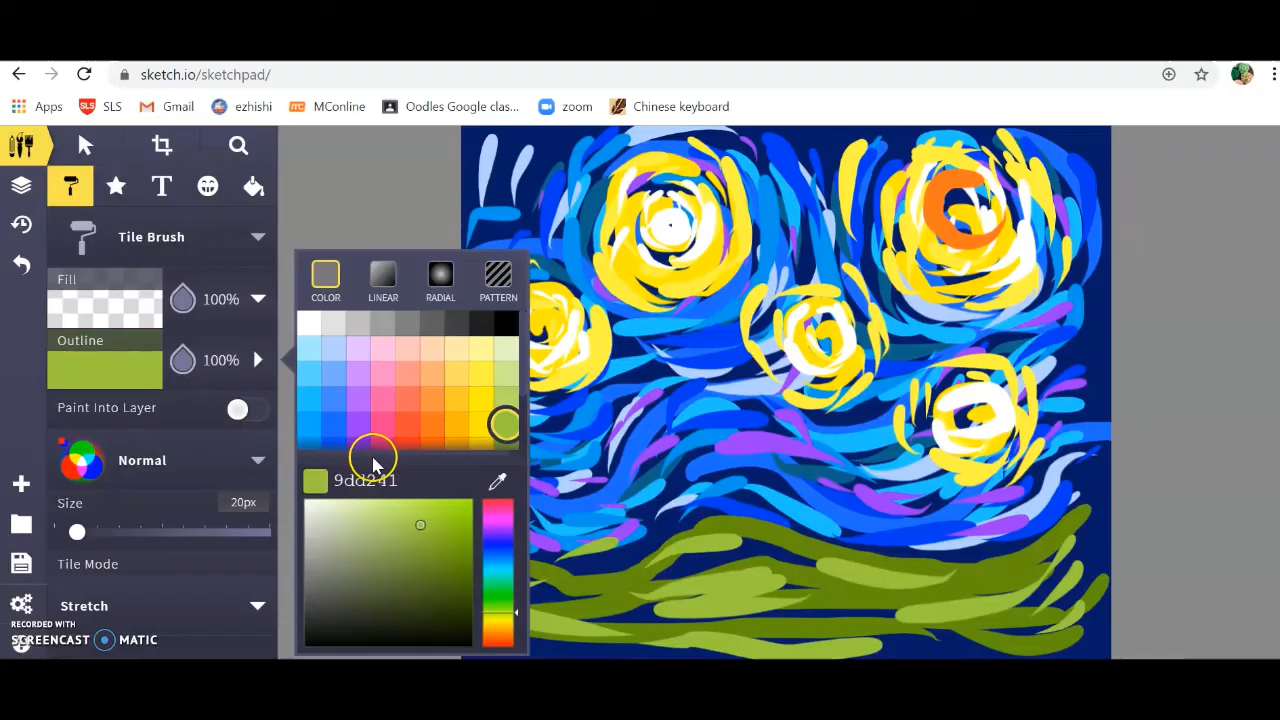 sketch.io/sketchpad/
Apps SLS Gmail ezhishi MConline Oodles Google clas... zoom Chinese keyboard
Tile Brush
Fill
100%
Outline
100%
Paint Into Layer
Normal
Size 20px
Tile Mode
Stretch
COLOR LINEAR RADIAL PATTERN
9dd241
RECORDED WITH
SCREENCAST MATIC